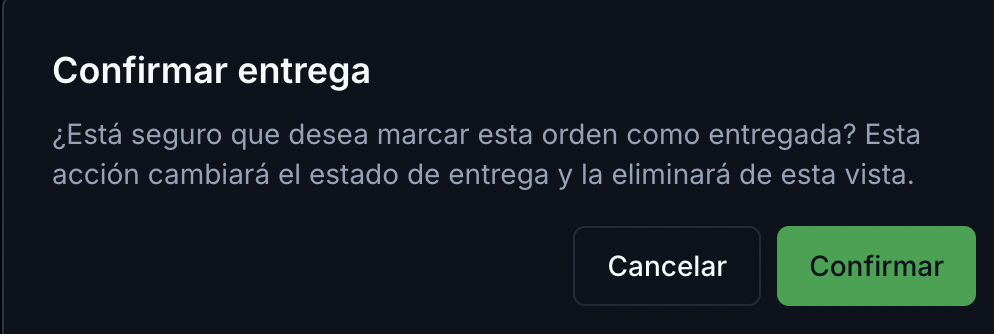 Confirmar entrega
¿Está seguro que desea marcar esta orden como entregada? Esta
acción cambiará el estado de entrega y la eliminará de esta vista.
Cancelar
Confirmar